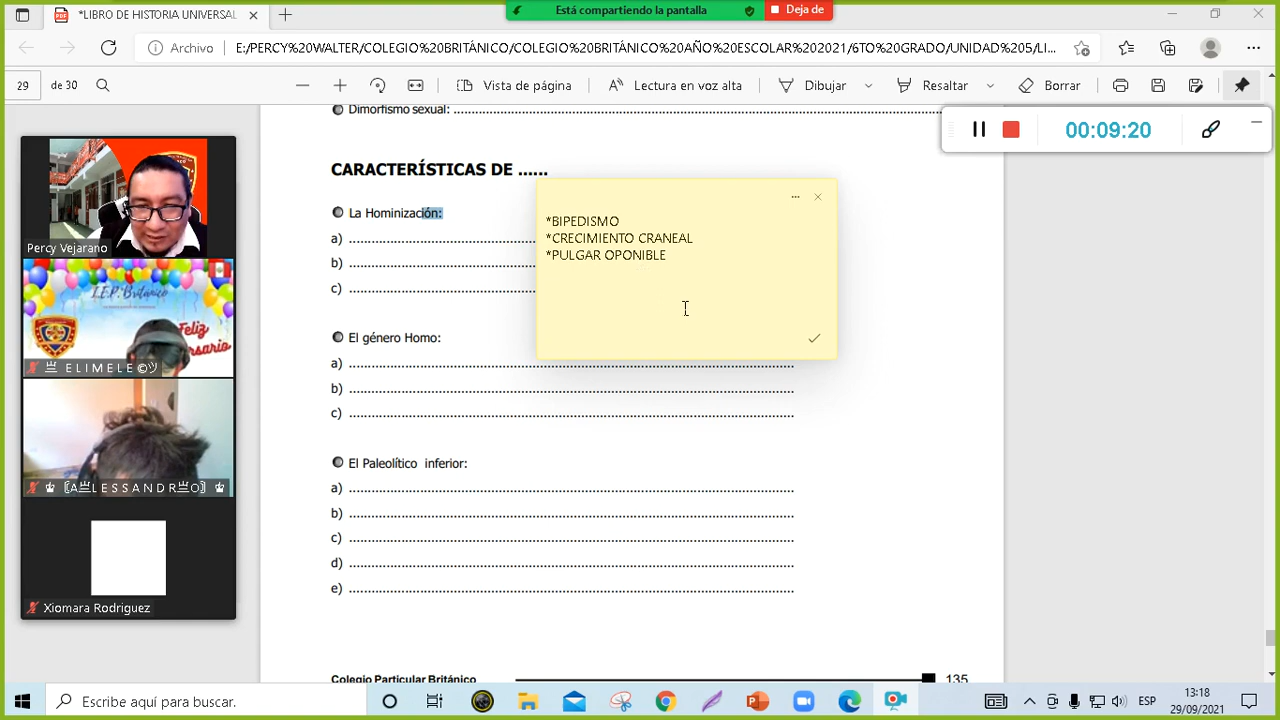 *LIBRO DE HISTORIA UNIVERSAL
Está compartiendo la pantalla
Deja de
Archivo
E:/PERCY%20WALTER/COLEGIO%20BRITÁNICO/COLEGIO%20BRITÁNICO%20AÑO%20ESCOLAR%202021/6TO%20GRADO/UNIDAD%205/LI...
29
de 30
Vista de página
Lectura en voz alta
Dibujar
Resaltar
Borrar
00:09:20
Dimorfismo sexual: ........................................................................
CARACTERÍSTICAS DE ......
La Hominización:
a) ........................................
b) ........................................
c) ........................................
*BIPEDISMO
*CRECIMIENTO CRANEAL
*PULGAR OPONIBLE
El género Homo:
a) ........................................................................
b) ........................................................................
c) ........................................................................
El Paleolítico inferior:
a) ........................................................................
b) ........................................................................
c) ........................................................................
d) ........................................................................
e) ........................................................................
Colegio Particular Británico
135
Percy Vejarano
I.E.P. Británico
Feliz
E L I M E L E ©ツ
〖A L E S S A N D R O〗
Xiomara Rodriguez
Escribe aquí para buscar.
ESP
13:18
29/09/2021